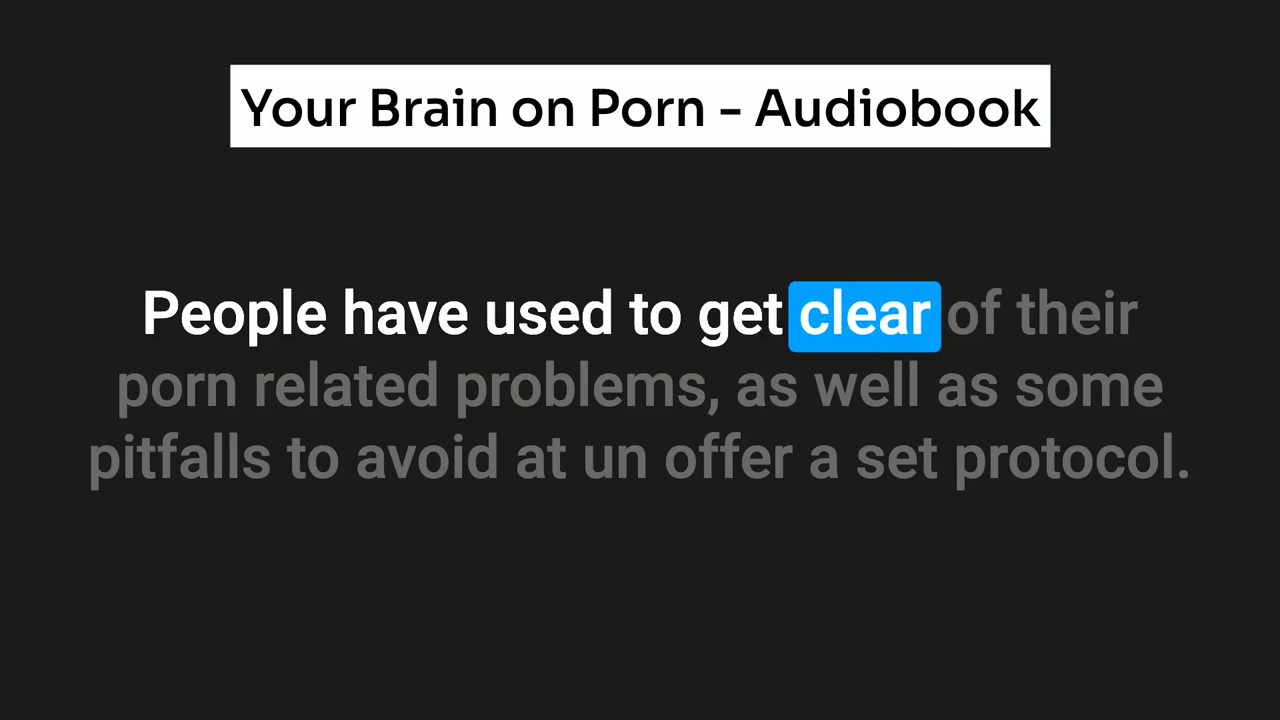 Your Brain on Porn - Audiobook
People have used to get clear of their
porn related problems, as well as some
pitfalls to avoid at un offer a set protocol.